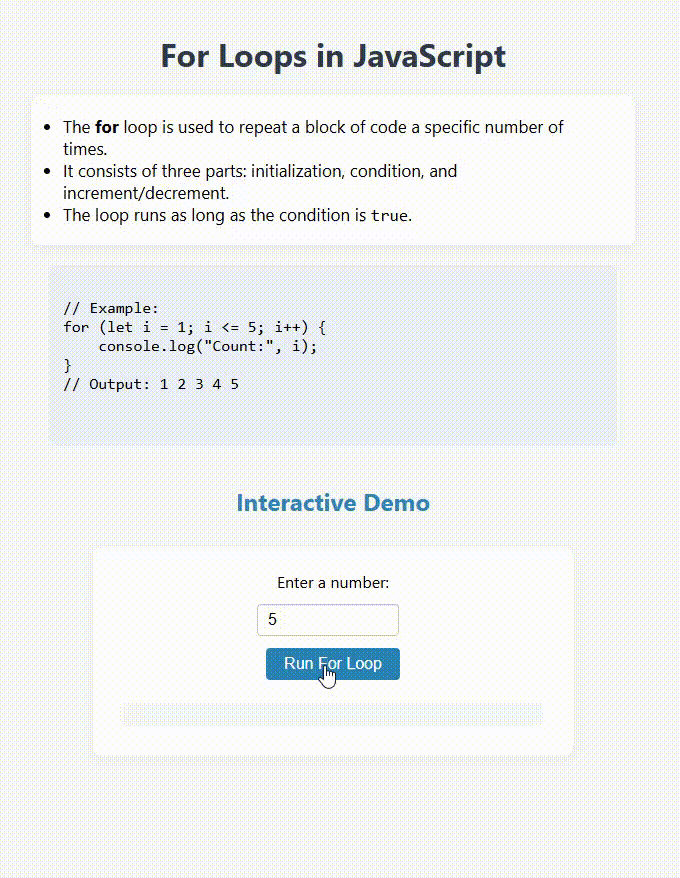 For Loops in JavaScript
• The for loop is used to repeat a block of code a specific number of
times.
• It consists of three parts: initialization, condition, and
increment/decrement.
• The loop runs as long as the condition is true.
// Example:
for (let i = 1; i <= 5; i++) {
    console.log("Count:", i);
}
// Output: 1 2 3 4 5
Interactive Demo
Enter a number:
5
Run For Loop